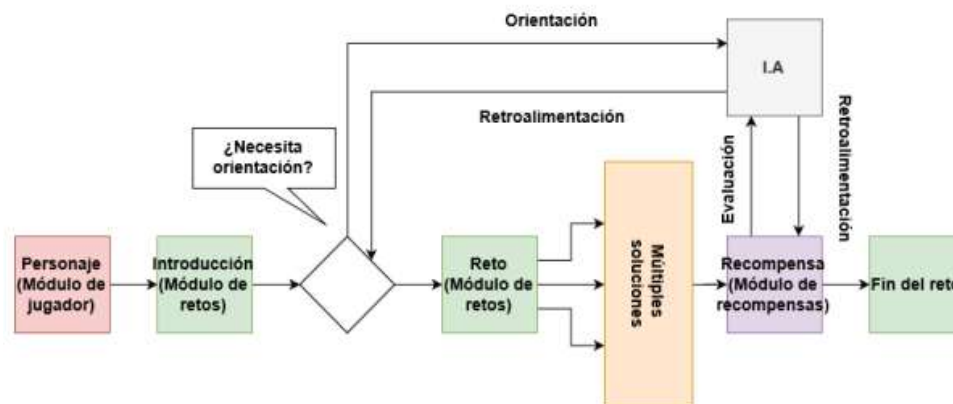 Orientación
I.A
Retroalimentación
Retroalimentación
Evaluación
¿Necesita
orientación?
Personaje
(Módulo de
jugador)
Introducción
(Módulo de
retos)
Reto
(Módulo de
retos)
Múltiples
soluciones
Recompensa
(Módulo de
recompensas)
Fin del reto